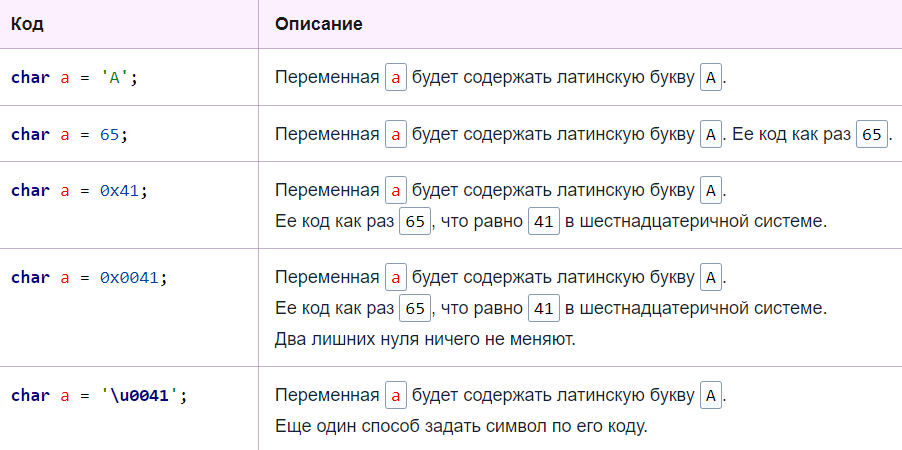 Код Описание
char a = 'A'; Переменная a будет содержать латинскую букву A.
char a = 65; Переменная a будет содержать латинскую букву A. Ее код как раз 65.
char a = 0x41; Переменная a будет содержать латинскую букву A.
Ее код как раз 65, что равно 41 в шестнадцатеричной системе.
char a = 0x0041; Переменная a будет содержать латинскую букву A.
Ее код как раз 65, что равно 41 в шестнадцатеричной системе.
Два лишних нуля ничего не меняют.
char a = '\u0041'; Переменная a будет содержать латинскую букву A.
Еще один способ задать символ по его коду.